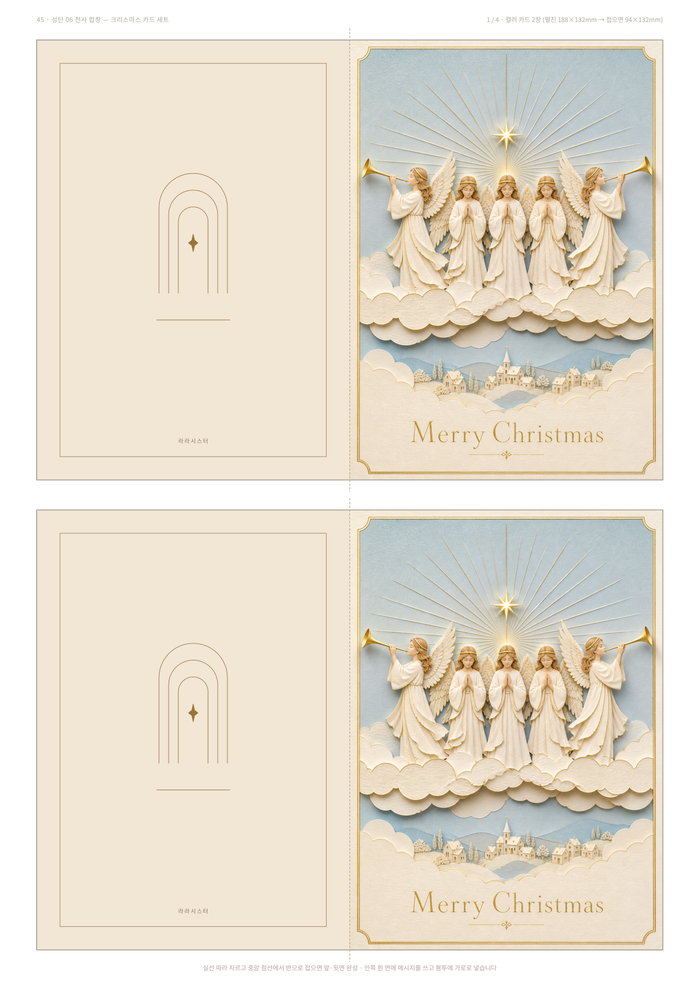 45 · 성탄 06 천사 합창 — 크리스마스 카드 세트
1 / 4 · 컬러 카드 2장 (펼친 188×132mm → 접으면 94×132mm)
라라시스터
Merry Christmas
라라시스터
Merry Christmas
실선 따라 자르고 중앙 점선에서 반으로 접으면 앞·뒷면 완성 · 안쪽 흰 면에 메시지를 쓰고 봉투에 가로로 넣습니다